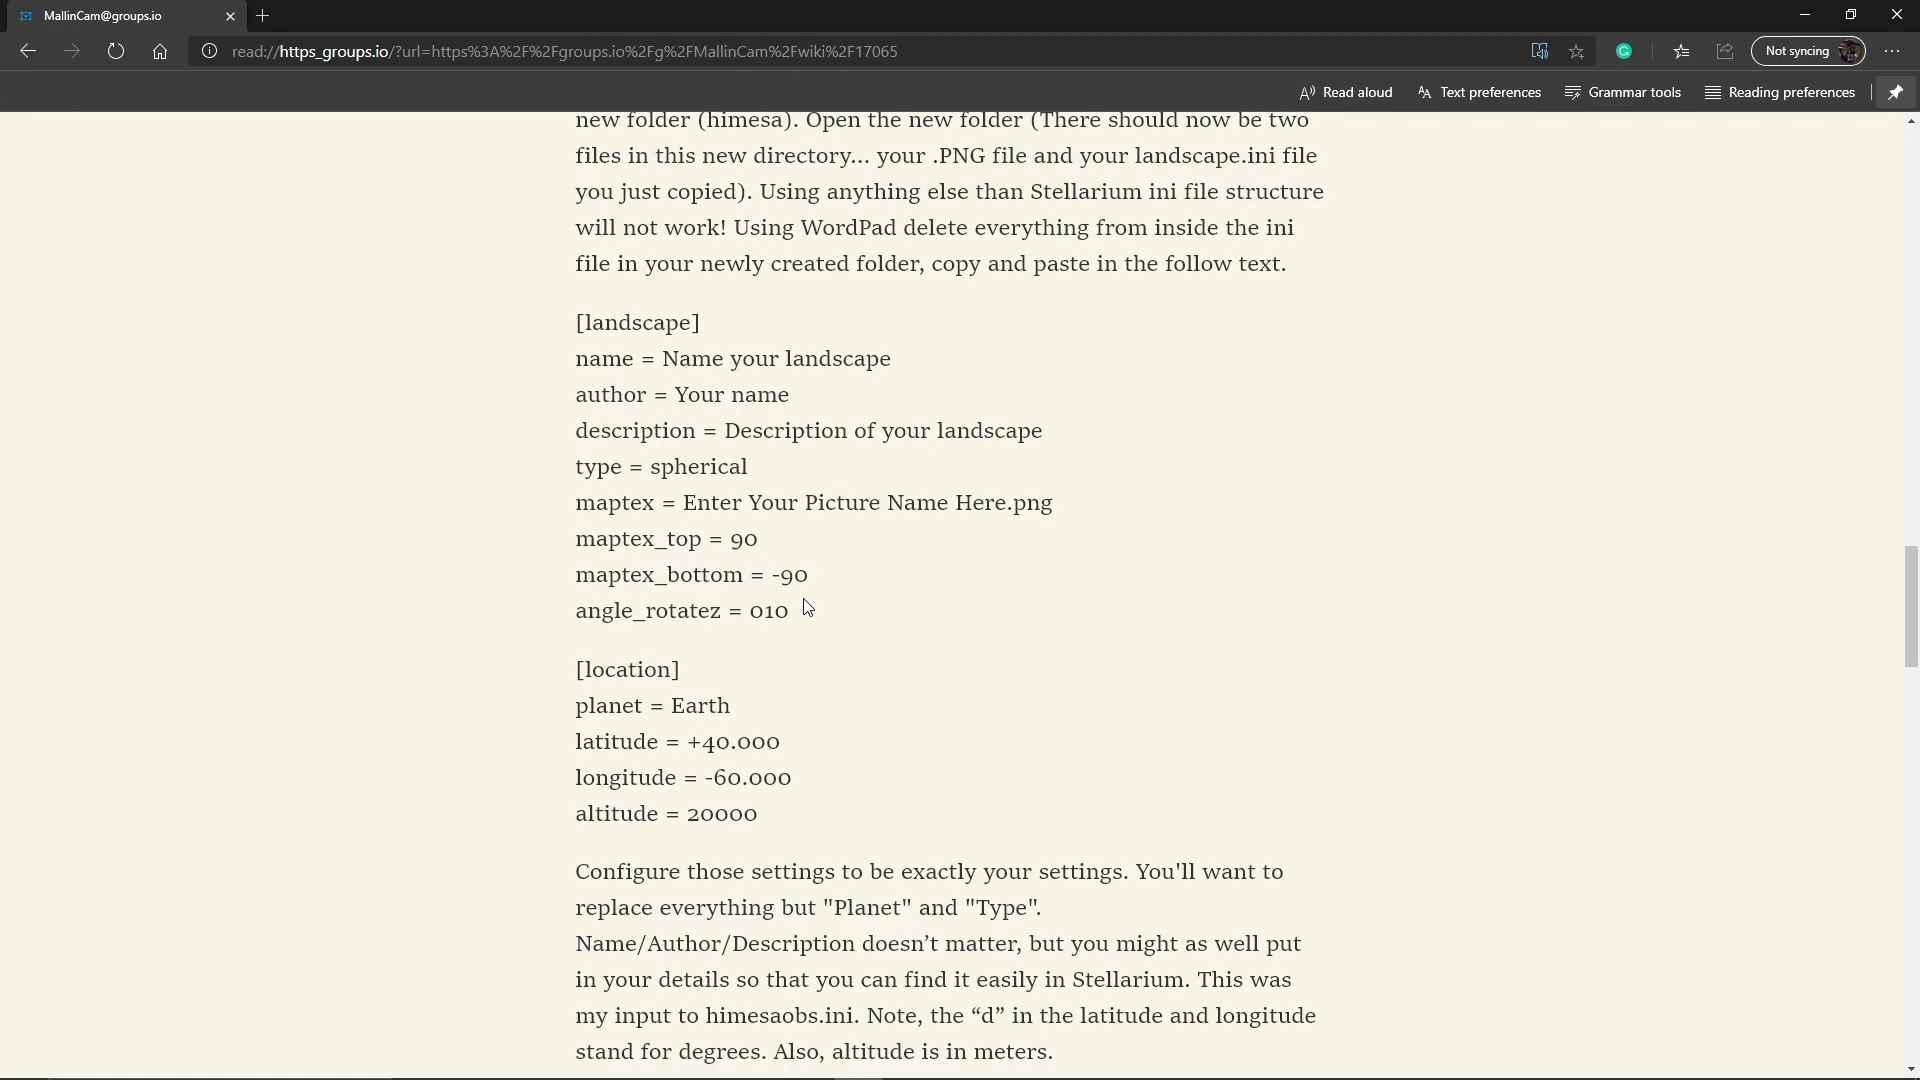 MallinCam@groups.io
read://https_groups.io/?url=https%3A%2F%2Fgroups.io%2Fg%2FMallinCam%2Fwiki%2F17065
Not syncing
Read aloud
Text preferences
Grammar tools
Reading preferences
new folder (himesa). Open the new folder (There should now be two
files in this new directory... your .PNG file and your landscape.ini file
you just copied). Using anything else than Stellarium ini file structure
will not work! Using WordPad delete everything from inside the ini
file in your newly created folder, copy and paste in the follow text.
[landscape]
name = Name your landscape
author = Your name
description = Description of your landscape
type = spherical
maptex = Enter Your Picture Name Here.png
maptex_top = 90
maptex_bottom = -90
angle_rotatez = 010
[location]
planet = Earth
latitude = +40.000
longitude = -60.000
altitude = 20000
Configure those settings to be exactly your settings. You'll want to
replace everything but "Planet" and "Type".
Name/Author/Description doesn’t matter, but you might as well put
in your details so that you can find it easily in Stellarium. This was
my input to himesaobs.ini. Note, the “d” in the latitude and longitude
stand for degrees. Also, altitude is in meters.